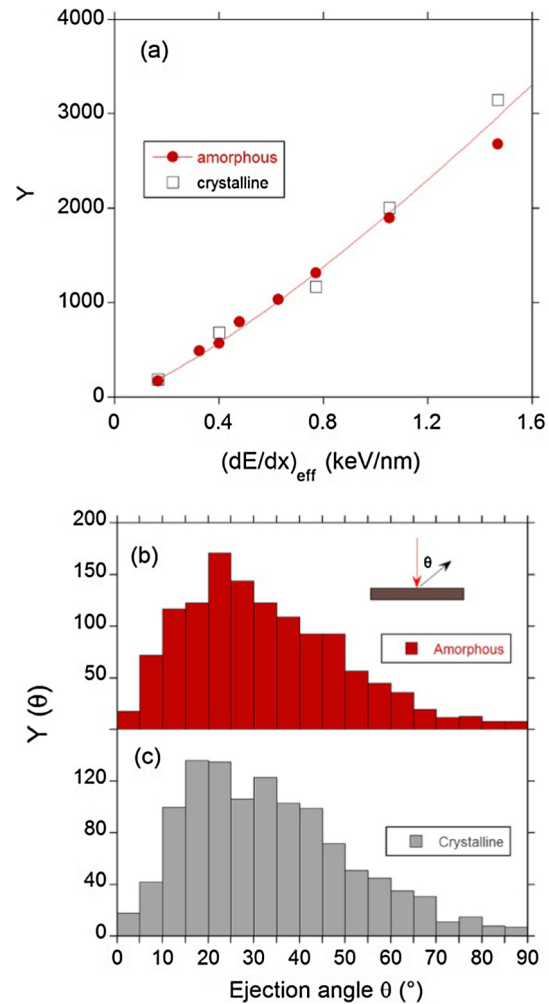 4000
(a)
3000
amorphous
crystalline
Y
2000
1000
0
0 0.4 0.8 1.2 1.6
(dE/dx)eff (keV/nm)
200
(b)
θ
150
Amorphous
100
50
Y (θ)
(c)
120
Crystalline
80
40
0
0 10 20 30 40 50 60 70 80 90
Ejection angle θ (°)